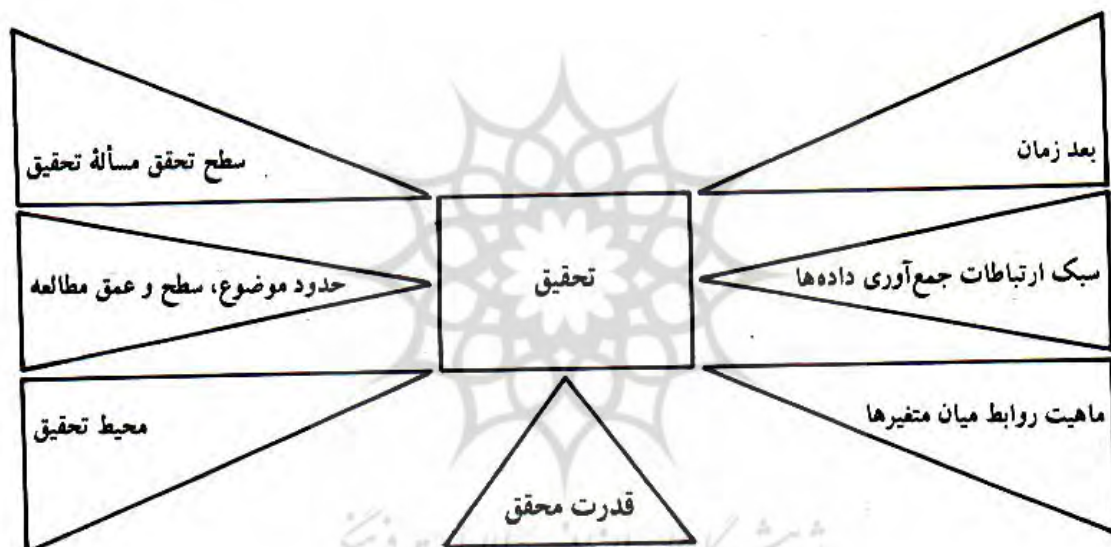 بعد زمان
سطح تحقق مسألهٔ تحقیق
سبک ارتباطات جمع‌آوری داده‌ها
تحقیق
حدود موضوع، سطح و عمق مطالعه
ماهیت روابط میان متغیرها
محیط تحقیق
قدرت محقق